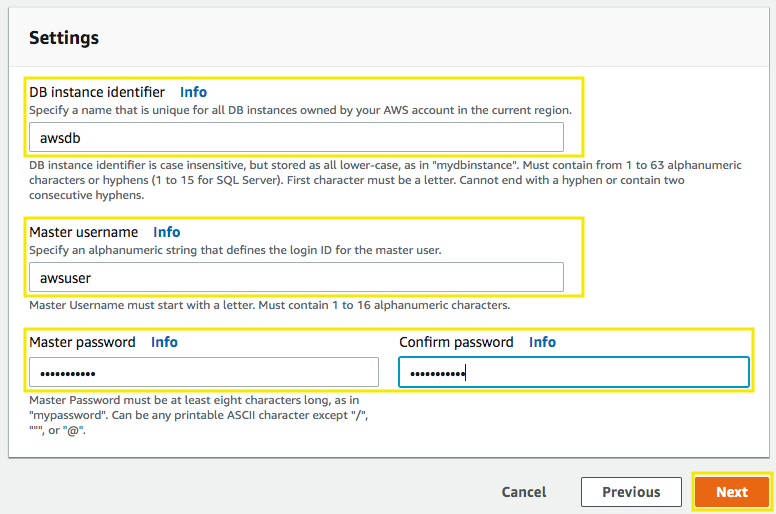 Settings
DB instance identifier Info
Specify a name that is unique for all DB instances owned by your AWS account in the current region.
awsdb
DB instance identifier is case insensitive, but stored as all lower-case, as in "mydbinstance". Must contain from 1 to 63 alphanumeric
characters or hyphens (1 to 15 for SQL Server). First character must be a letter. Cannot end with a hyphen or contain two
consecutive hyphens.
Master username Info
Specify an alphanumeric string that defines the login ID for the master user.
awsuser
Master Username must start with a letter. Must contain 1 to 16 alphanumeric characters.
Master password Info Confirm password Info
••••••••••• •••••••••••
Master Password must be at least eight characters long, as in
"mypassword". Can be any printable ASCII character except "/",
""", or "@".
Cancel Previous Next